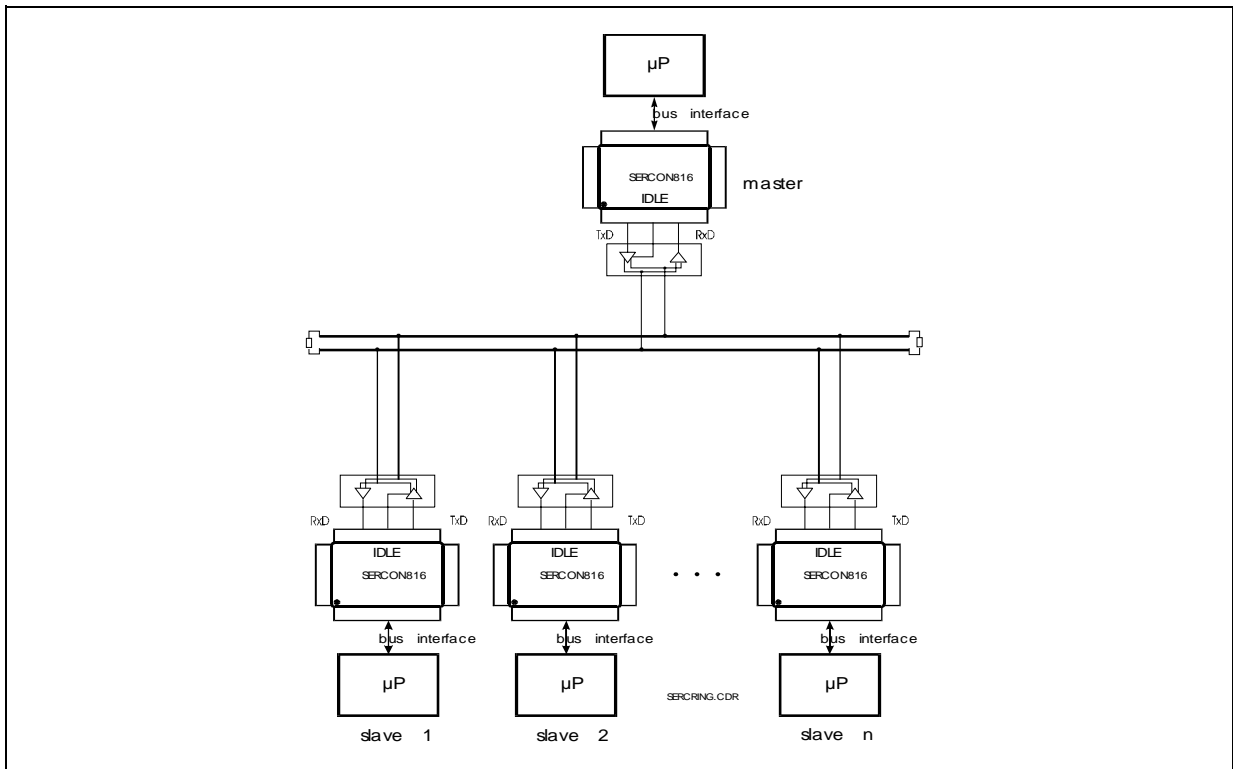 µP
bus interface
SERCON816
master
IDLE
TxD RxD
RxD TxD RxD TxD RxD TxD
IDLE IDLE IDLE
SERCON816 SERCON816 . . . SERCON816
bus interface bus interface bus interface
µP µP µP
SERCRING.CDR
slave 1 slave 2 slave n